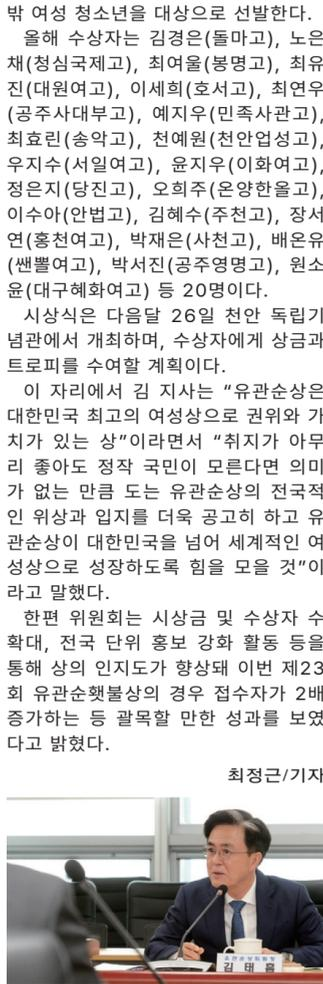 밖 여성 청소년을 대상으로 선발한다.
올해 수상자는 김경은(돌마고), 노은
채(청심국제고), 최여울(봉명고), 최유
진(대원여고), 이세희(호서고), 최연우
(공주사대부고), 예지우(민족사관고),
최효린(송악고), 천예원(천안업성고),
우지수(서일여고), 윤지우(이화여고),
정은지(당진고), 오희주(온양한올고),
이수아(안법고), 김혜수(주천고), 장서
연(홍천여고), 박재은(사천고), 배온유
(쌘뽈여고), 박서진(공주영명고), 원소
윤(대구혜화여고) 등 20명이다.
시상식은 다음달 26일 천안 독립기
념관에서 개최하며, 수상자에게 상금과
트로피를 수여할 계획이다.
이 자리에서 김 지사는 “유관순상은
대한민국 최고의 여성상으로 권위와 가
치가 있는 상”이라면서 “취지가 아무
리 좋아도 정작 국민이 모른다면 의미
가 없는 만큼 도는 유관순상의 전국적
인 위상과 입지를 더욱 공고히 하고 유
관순상이 대한민국을 넘어 세계적인 여
성상으로 성장하도록 힘을 모을 것”이
라고 말했다.
한편 위원회는 시상금 및 수상자 수
확대, 전국 단위 홍보 강화 활동 등을
통해 상의 인지도가 향상돼 이번 제23
회 유관순횃불상의 경우 접수자가 2배
증가하는 등 괄목할 만한 성과를 보였
다고 밝혔다.
최정근/기자
유관순상위원장
김태흠